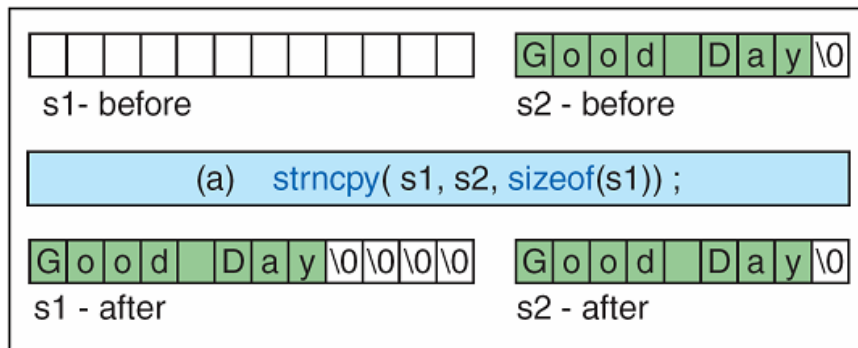 G o o d   D a y \0
s1- before
s2 - before
(a) strncpy( s1, s2, sizeof(s1)) ;
G o o d   D a y \0 \0 \0 \0
G o o d   D a y \0
s1 - after
s2 - after